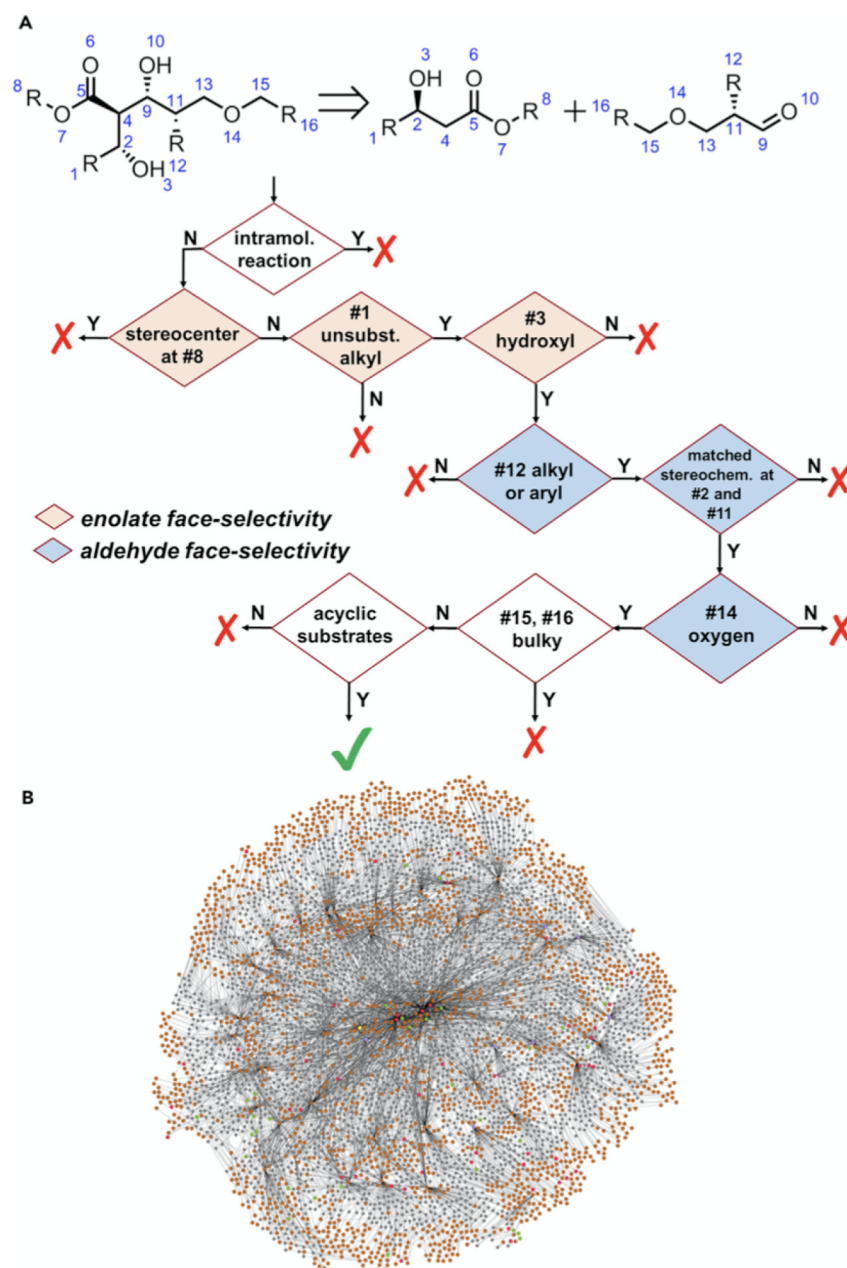 A
6
10
O
OH
8
5
13
15
R
9
11
O
4
O
7
2
14
R
16
R
12
R
1
OH
3
3
6
OH
O
8
R
1
R
2
5
O
4
7
+
12
14
R
10
16
R
O
O
11
15
13
9
N
intramol.
reaction
Y
Y
stereocenter
at #8
N
#1
unsubst.
alkyl
Y
#3
hydroxyl
N
N
Y
N
#12 alkyl
or aryl
Y
matched
stereochem. at
#2 and
#11
N
enolate face-selectivity
aldehyde face-selectivity
Y
N
acyclic
substrates
N
#15, #16
bulky
Y
#14
oxygen
N
Y
Y
B